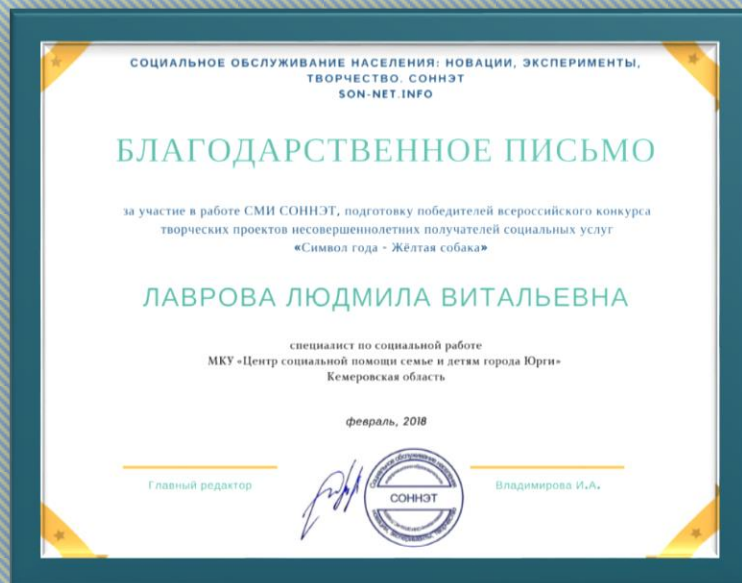 СОЦИАЛЬНОЕ ОБСЛУЖИВАНИЕ НАСЕЛЕНИЯ: НОВАЦИИ, ЭКСПЕРИМЕНТЫ,
ТВОРЧЕСТВО. СОННЭТ
SON-NET.INFO
БЛАГОДАРСТВЕННОЕ ПИСЬМО
за участие в работе СМИ СОННЭТ, подготовку победителей всероссийского конкурса
творческих проектов несовершеннолетних получателей социальных услуг
«Символ года - Жёлтая собака»
ЛАВРОВА ЛЮДМИЛА ВИТАЛЬЕВНА
специалист по социальной работе
МКУ «Центр социальной помощи семье и детям города Юрги»
Кемеровская область
февраль, 2018
Главный редактор
СОННЭТ
Владимирова И.А.